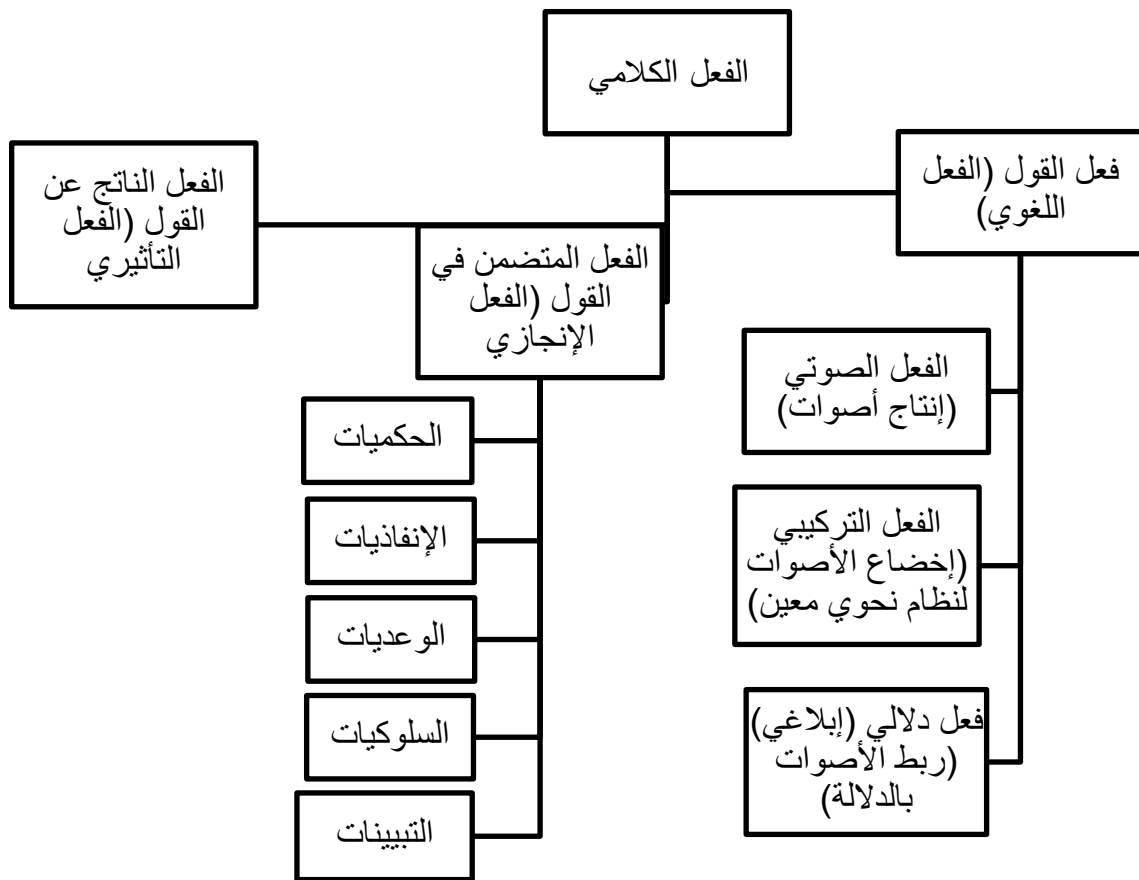 الفعل الكلامي
فعل القول (الفعل
اللغوي)
الفعل الصوتي
(إنتاج أصوات)
الفعل التركيبي
(إخضاع الأصوات
لنظام نحوي معين)
فعل دلالي (إبلاغي)
(ربط الأصوات
بالدلالة)
الفعل المتضمن في
القول (الفعل
الإنجازي
الحكميات
الإنفاذيات
الوعديات
السلوكيات
التبيينات
الفعل الناتج عن
القول (الفعل
التأثيري